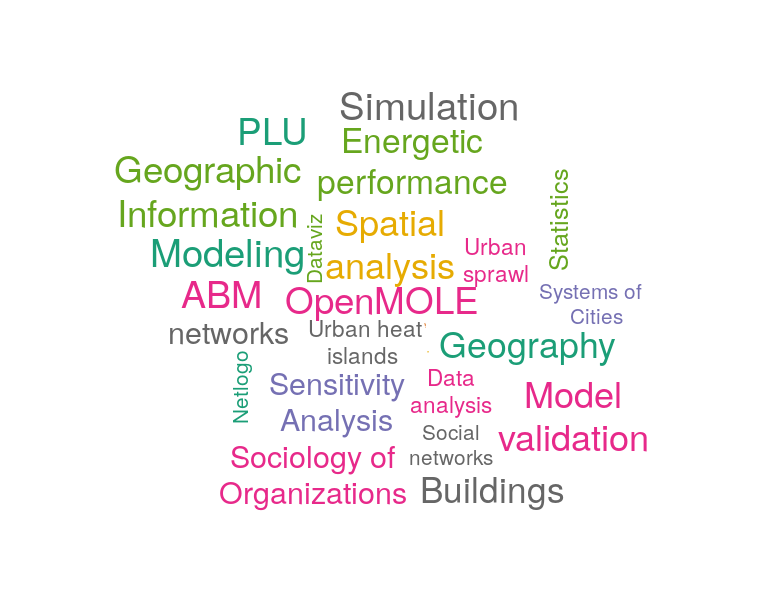 Simulation
PLU
Energetic
performance
Geographic
Information
Statistics
Dataviz
Spatial
analysis
Modeling
Urban
sprawl
ABM
OpenMOLE
Systems of
Cities
networks
Urban heat
islands
Geography
Netlogo
Sensitivity
Analysis
Data
analysis
Model
validation
Social
networks
Sociology of
Organizations
Buildings